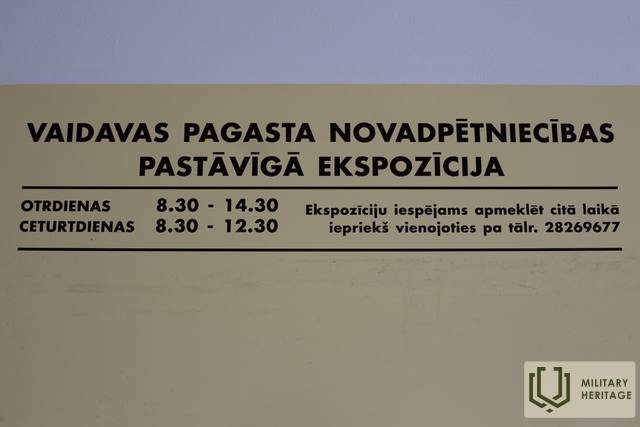 VAIDAVAS PAGASTA NOVADPĒTNIECĪBAS
PASTĀVĪGĀ EKSPOZĪCIJA
OTRDIENAS 8.30 - 14.30
CETURTDIENAS 8.30 - 12.30
Ekspozīciju iespējams apmeklēt citā laikā
iepriekš vienojoties pa tālr. 28269677
MILITARY
HERITAGE